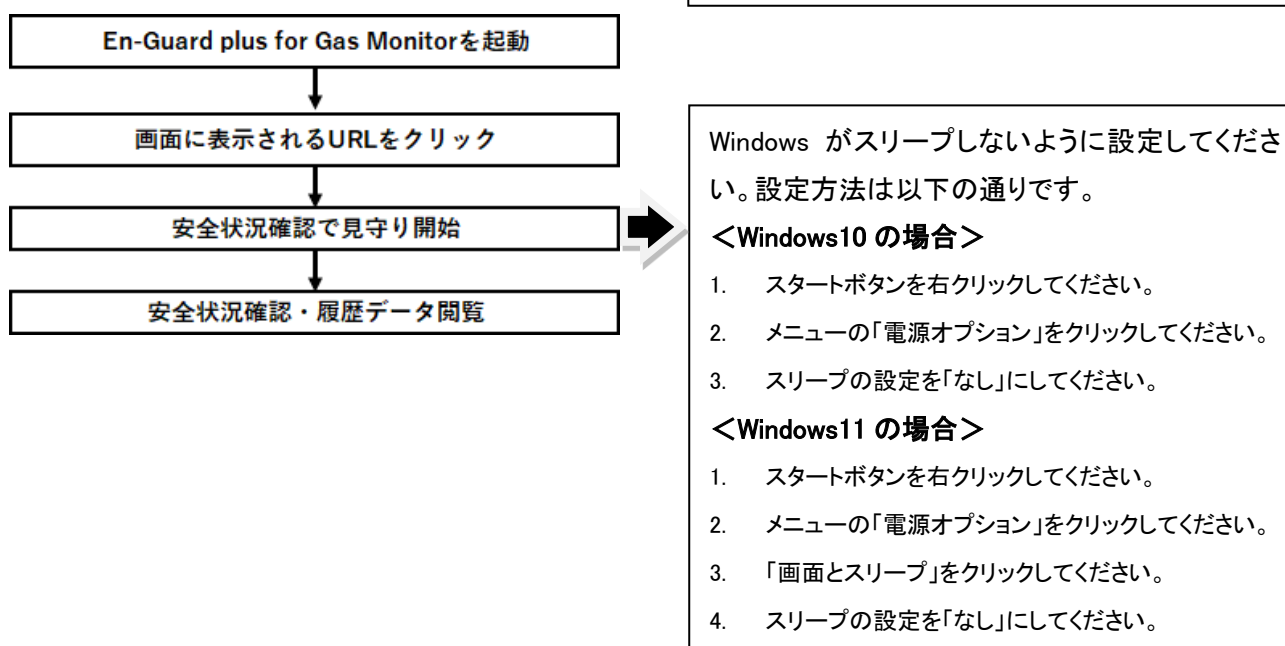 En-Guard plus for Gas Monitorを起動
画面に表示されるURLをクリック
安全状況確認で見守り開始
安全状況確認・履歴データ閲覧
Windows がスリープしないように設定してくださ
い。設定方法は以下の通りです。
＜Windows10 の場合＞
1. スタートボタンを右クリックしてください。
2. メニューの「電源オプション」をクリックしてください。
3. スリープの設定を「なし」にしてください。
＜Windows11 の場合＞
1. スタートボタンを右クリックしてください。
2. メニューの「電源オプション」をクリックしてください。
3. 「画面とスリープ」をクリックしてください。
4. スリープの設定を「なし」にしてください。